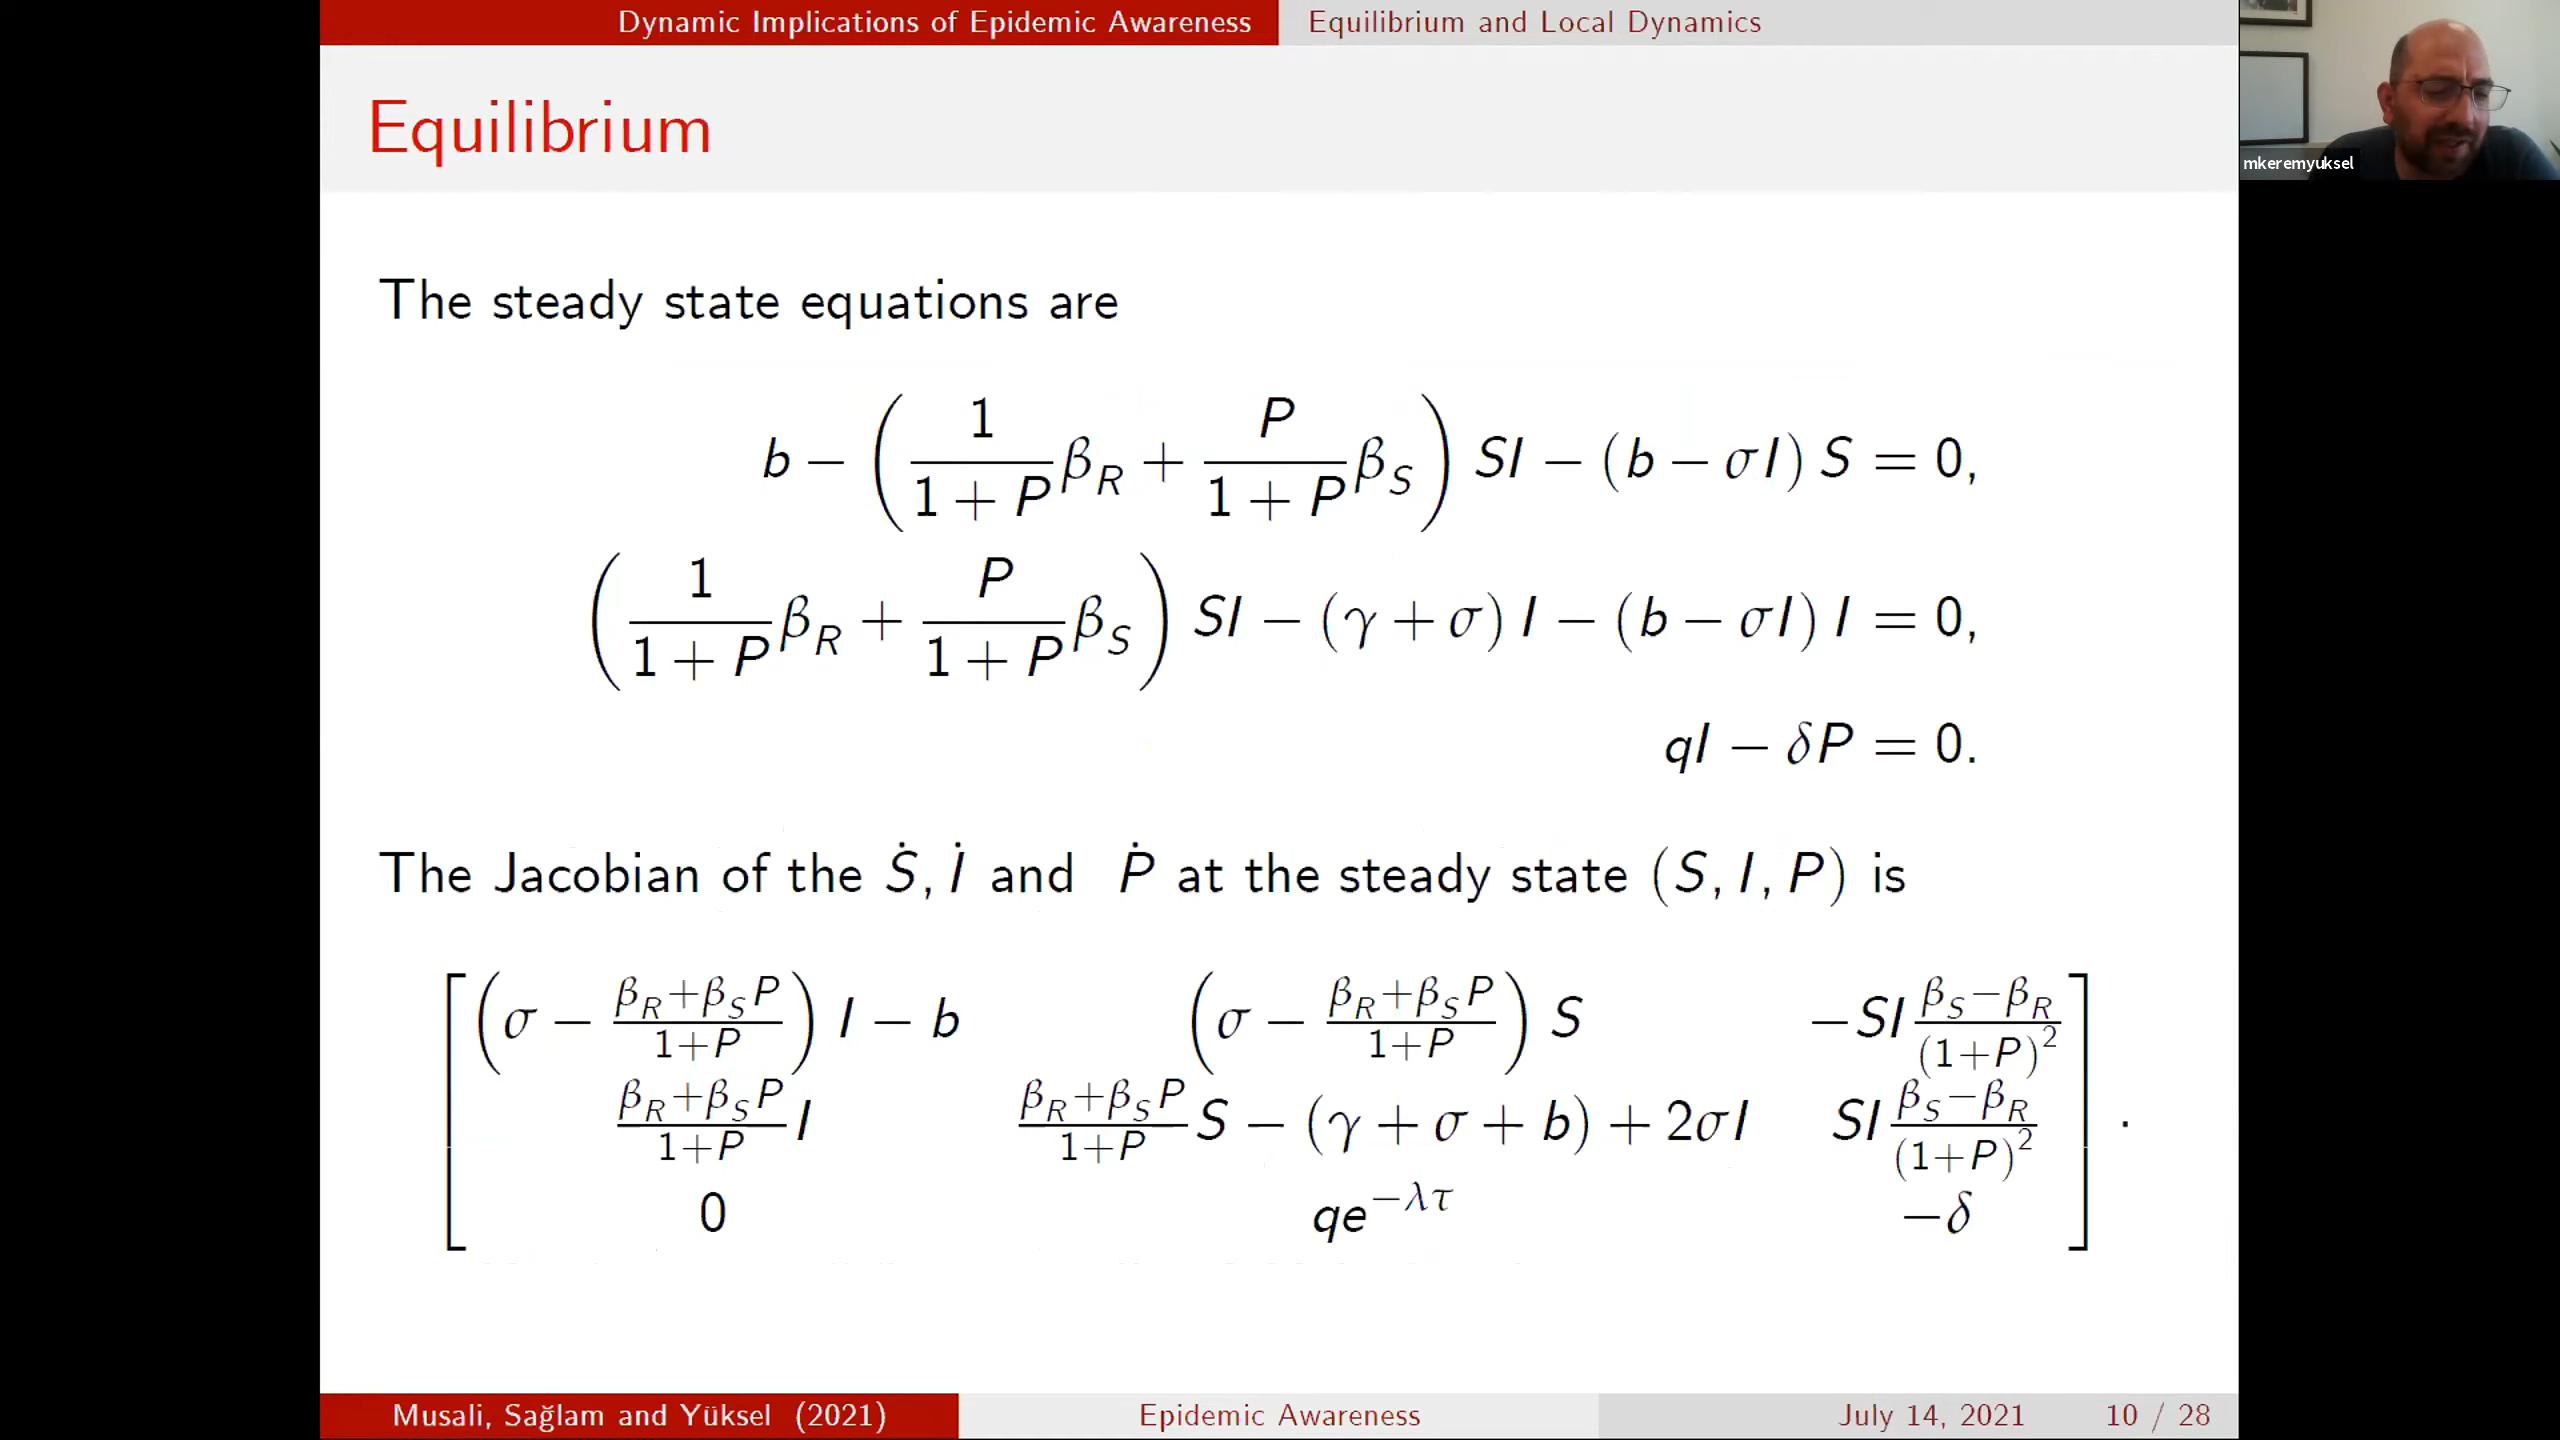 Dynamic Implications of Epidemic Awareness Equilibrium and Local Dynamics
mkeremyuksel
Equilibrium
The steady state equations are
b − ( 1/(1 + P) β_R + P/(1 + P) β_S ) SI − (b − σI) S = 0,
( 1/(1 + P) β_R + P/(1 + P) β_S ) SI − (γ + σ) I − (b − σI) I = 0,
qI − δP = 0.
The Jacobian of the Ṡ, İ and Ṗ at the steady state (S, I, P) is
[ (σ − (β_R+β_S P)/(1+P)) I − b (σ − (β_R+β_S P)/(1+P)) S −SI (β_S−β_R)/(1+P)²
(β_R+β_S P)/(1+P) I (β_R+β_S P)/(1+P) S − (γ + σ + b) + 2σI SI (β_S−β_R)/(1+P)²
0 qe^{−λτ} −δ ] .
Musali, Sağlam and Yüksel (2021) Epidemic Awareness July 14, 2021 10 / 28